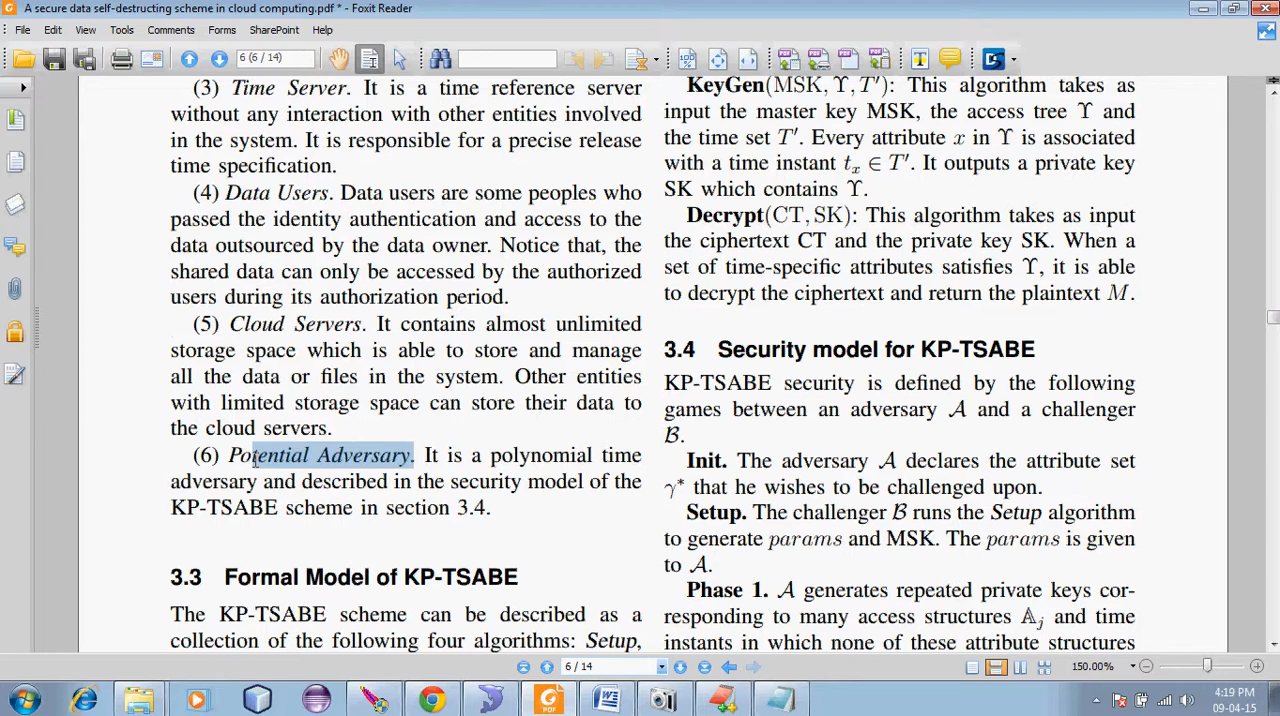 A secure data self-destructing scheme in cloud computing.pdf * - Foxit Reader
File Edit View Tools Comments Forms SharePoint Help
6 (6 / 14)
(3) Time Server. It is a time reference server
without any interaction with other entities involved
in the system. It is responsible for a precise release
time specification.
(4) Data Users. Data users are some peoples who
passed the identity authentication and access to the
data outsourced by the data owner. Notice that, the
shared data can only be accessed by the authorized
users during its authorization period.
(5) Cloud Servers. It contains almost unlimited
storage space which is able to store and manage
all the data or files in the system. Other entities
with limited storage space can store their data to
the cloud servers.
(6) Potential Adversary. It is a polynomial time
adversary and described in the security model of the
KP-TSABE scheme in section 3.4.
3.3 Formal Model of KP-TSABE
The KP-TSABE scheme can be described as a
collection of the following four algorithms: Setup,
KeyGen(MSK, ϒ, T′): This algorithm takes as
input the master key MSK, the access tree ϒ and
the time set T′. Every attribute x in ϒ is associated
with a time instant tₓ ∈ T′. It outputs a private key
SK which contains ϒ.
Decrypt(CT, SK): This algorithm takes as input
the ciphertext CT and the private key SK. When a
set of time-specific attributes satisfies ϒ, it is able
to decrypt the ciphertext and return the plaintext M.
3.4 Security model for KP-TSABE
KP-TSABE security is defined by the following
games between an adversary 𝒜 and a challenger
ℬ.
Init. The adversary 𝒜 declares the attribute set
γ* that he wishes to be challenged upon.
Setup. The challenger ℬ runs the Setup algorithm
to generate params and MSK. The params is given
to 𝒜.
Phase 1. 𝒜 generates repeated private keys cor-
responding to many access structures 𝔸ⱼ and time
instants in which none of these attribute structures
6 / 14
150.00%
4:19 PM
09-04-15